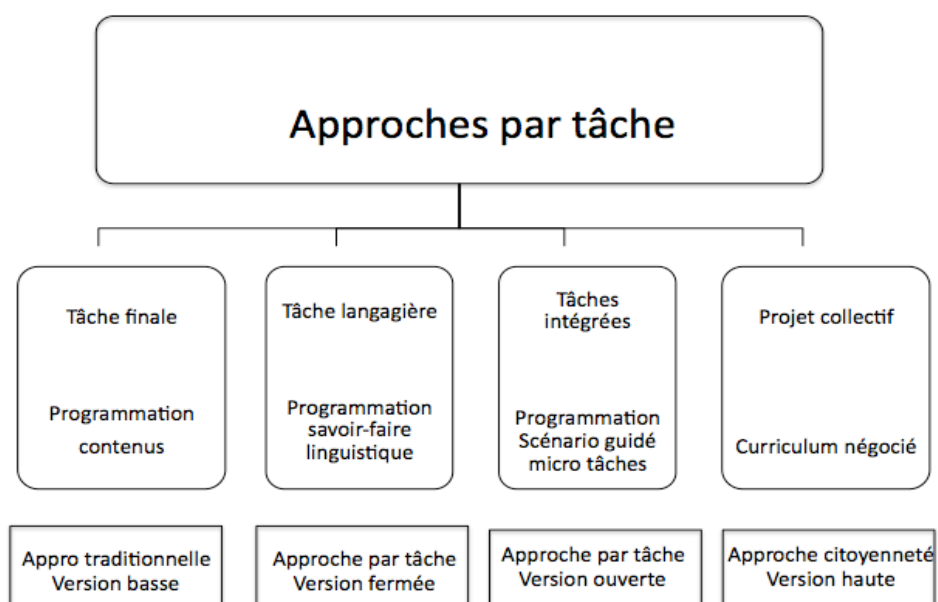 Approches par tâche
Tâche finale
Programmation
contenus
Tâche langagière
Programmation
savoir-faire
linguistique
Tâches
intégrées
Programmation
Scénario guidé
micro tâches
Projet collectif
Curriculum négocié
Appro traditionnelle
Version basse
Approche par tâche
Version fermée
Approche par tâche
Version ouverte
Approche citoyenneté
Version haute